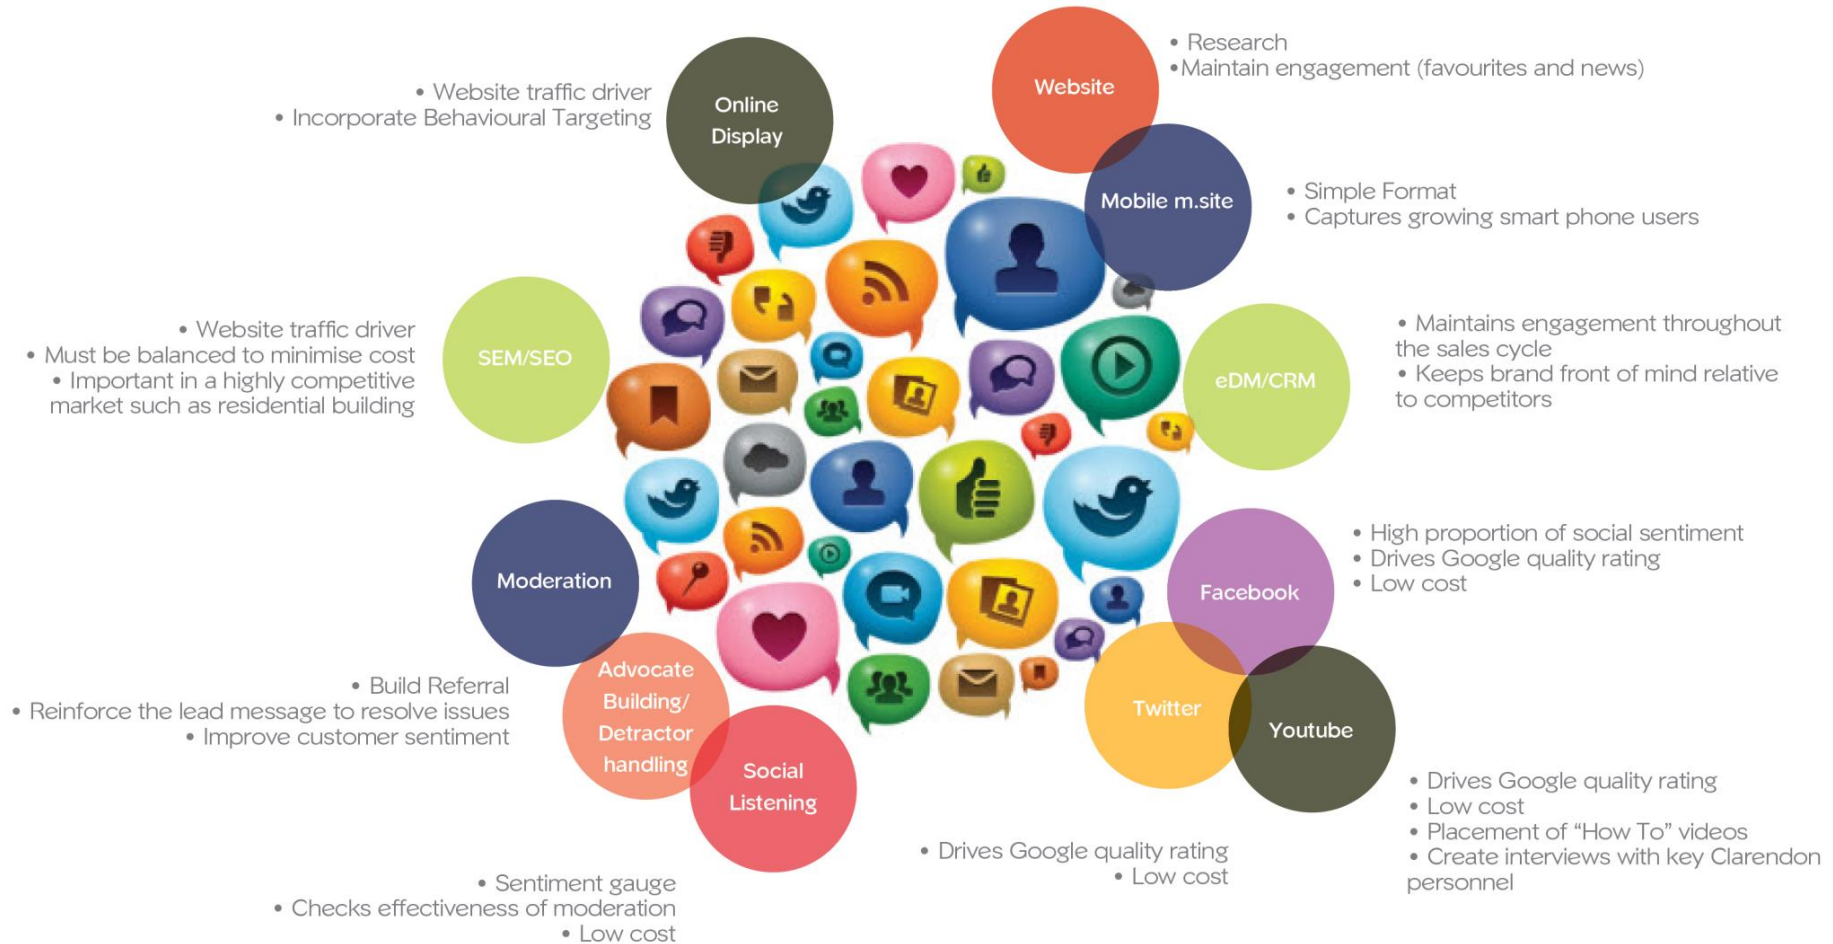 Online
Display
• Website traffic driver
• Incorporate Behavioural Targeting
Website
• Research
•Maintain engagement (favourites and news)
Mobile m.site
• Simple Format
• Captures growing smart phone users
SEM/SEO
• Website traffic driver
• Must be balanced to minimise cost
• Important in a highly competitive
market such as residential building
eDM/CRM
• Maintains engagement throughout
the sales cycle
• Keeps brand front of mind relative
to competitors
Moderation
Facebook
• High proportion of social sentiment
• Drives Google quality rating
• Low cost
Advocate
Building/
Detractor
handling
• Build Referral
• Reinforce the lead message to resolve issues
• Improve customer sentiment
Social
Listening
• Sentiment gauge
• Checks effectiveness of moderation
• Low cost
Twitter
• Drives Google quality rating
• Low cost
Youtube
• Drives Google quality rating
• Low cost
• Placement of “How To” videos
• Create interviews with key Clarendon
personnel